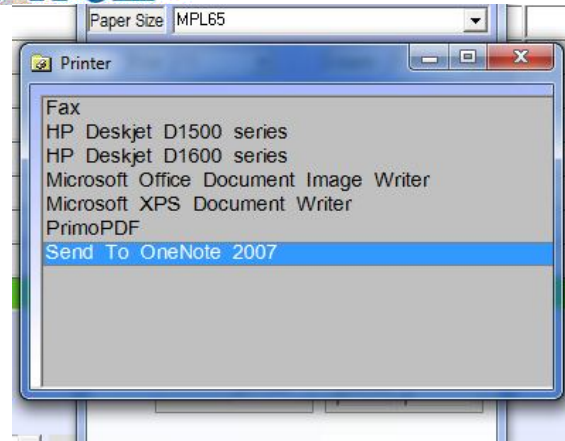 Paper Size MPL65
Printer
Fax
HP Deskjet D1500 series
HP Deskjet D1600 series
Microsoft Office Document Image Writer
Microsoft XPS Document Writer
PrimoPDF
Send To OneNote 2007